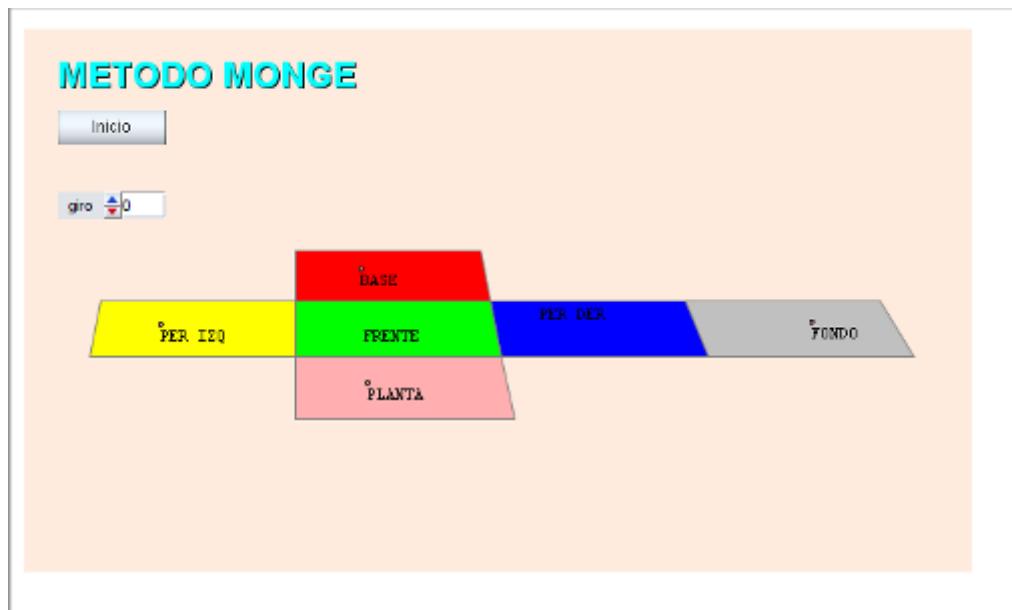 METODO MONGE
Inicio
giro 0
BASE
PER IZQ
FRENTE
PER DER
FONDO
PLANTA